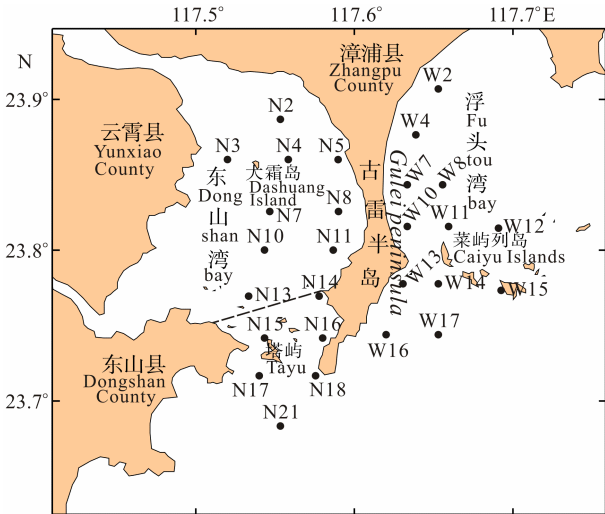 117.5°
117.6°
117.7°E
N
23.9°
23.8°
23.7°
漳浦县
Zhangpu
County
云霄县
Yunxiao
County
东山县
Dongshan
County
东
Dong
山
shan
湾
bay
犬霜岛
Dashuang
Island
古
雷
半
岛
Gulei peninsula
浮
Fu
头
tou
湾
bay
菜屿列岛
Caiyu Islands
塔屿
Tayu
N2
N3
N4
N5
N7
N8
N10
N11
N13
N14
N15
N16
N17
N18
N21
W2
W4
W7
W8
W10
W11
W12
W13
W14
W15
W16
W17